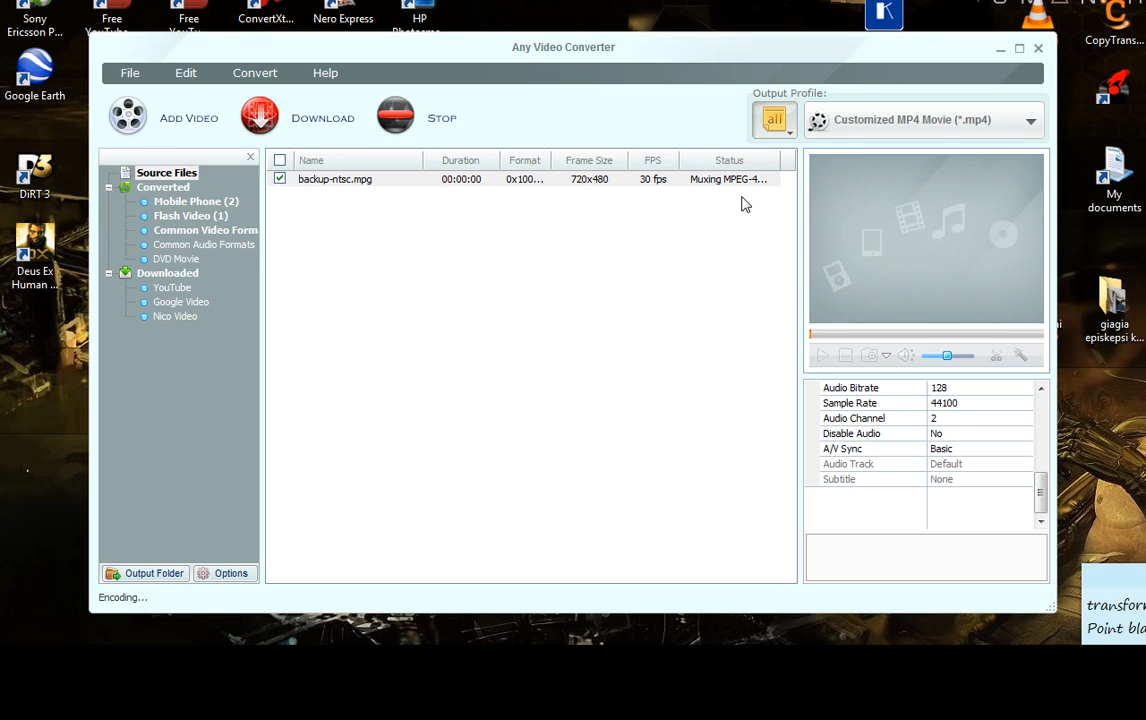 Sony
Ericsson P...
Free
Free
ConvertXt...
Nero Express
HP
K
CopyTrans...
Google Earth
DiRT 3
Deus Ex
Human ...
My
documents
giagia
episkepsi k...
transfor
Point bla
Any Video Converter
File Edit Convert Help
ADD VIDEO DOWNLOAD STOP
Output Profile:
all
Customized MP4 Movie (*.mp4)
Source Files
Converted
Mobile Phone (2)
Flash Video (1)
Common Video Form
Common Audio Formats
DVD Movie
Downloaded
YouTube
Google Video
Nico Video
Output Folder Options
Encoding...
Name Duration Format Frame Size FPS Status
backup-ntsc.mpg 00:00:00 0x100... 720x480 30 fps Muxing MPEG-4...
Audio Bitrate 128
Sample Rate 44100
Audio Channel 2
Disable Audio No
A/V Sync Basic
Audio Track Default
Subtitle None